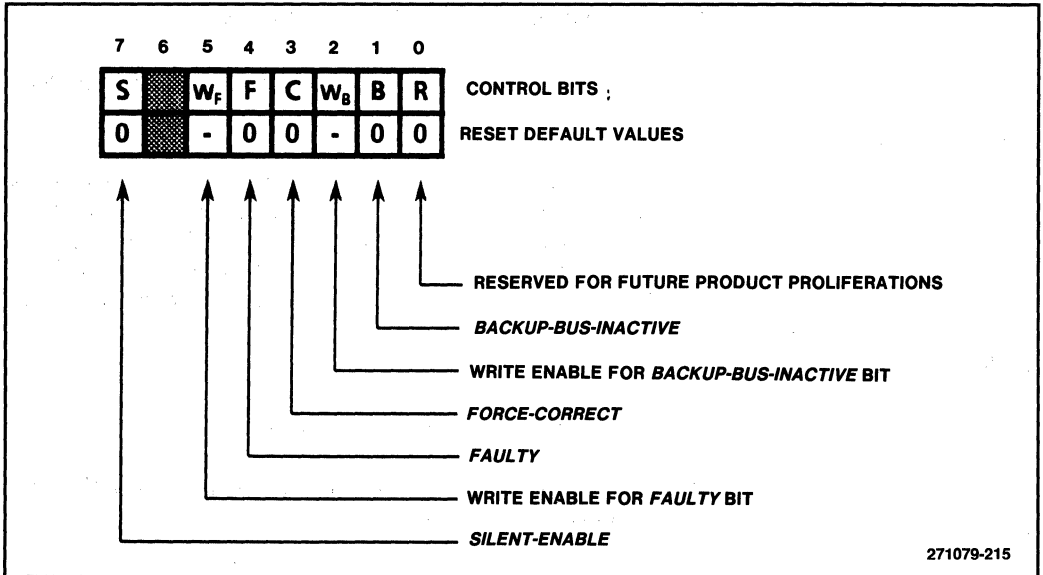 7 6 5 4 3 2 1 0
S W_F F C W_B B R CONTROL BITS ;
0 - 0 0 - 0 0 RESET DEFAULT VALUES
RESERVED FOR FUTURE PRODUCT PROLIFERATIONS
BACKUP-BUS-INACTIVE
WRITE ENABLE FOR BACKUP-BUS-INACTIVE BIT
FORCE-CORRECT
FAULTY
WRITE ENABLE FOR FAULTY BIT
SILENT-ENABLE
271079-215